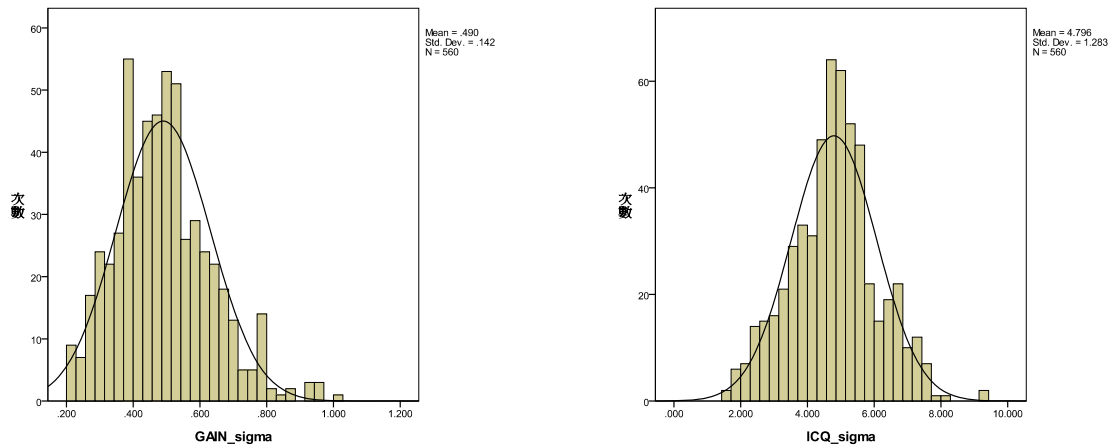 60
50
40
30
20
10
0
次數
.200 .400 .600 .800 1.000 1.200
GAIN_sigma
Mean = .490
Std. Dev. = .142
N = 560
60
40
20
0
次數
.000 2.000 4.000 6.000 8.000 10.000
ICQ_sigma
Mean = 4.796
Std. Dev. = 1.283
N = 560